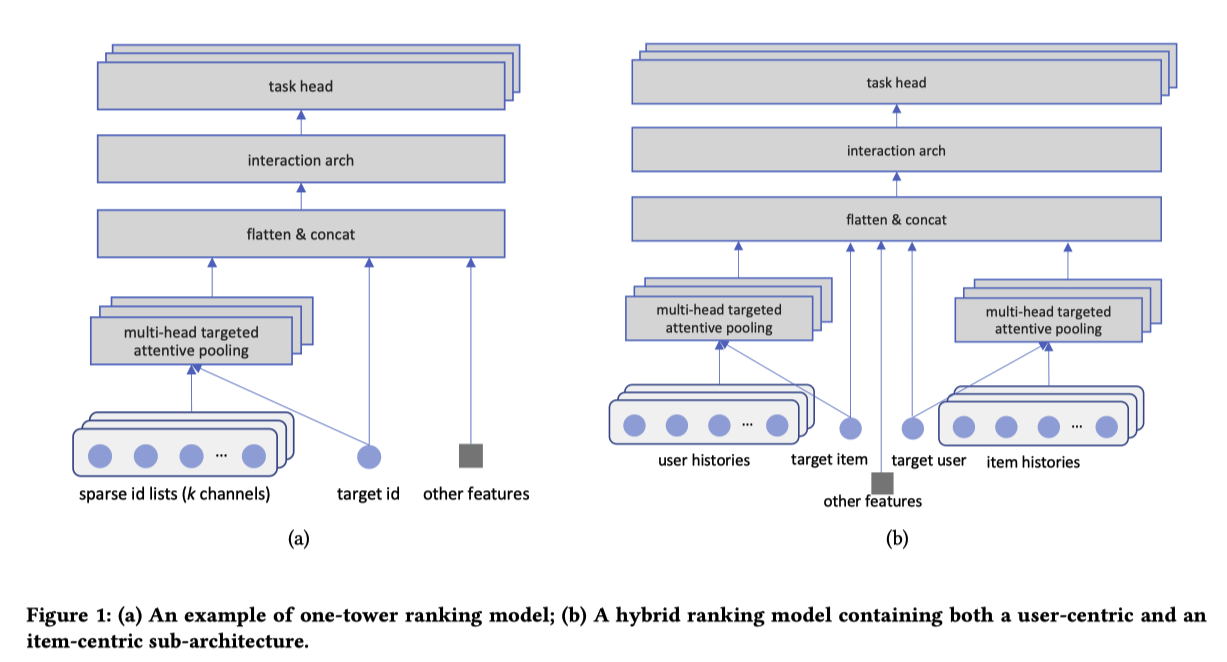 task head
interaction arch
flatten & concat
multi-head targeted
attentive pooling
...
sparse id lists (k channels)
target id
other features
(a)
task head
interaction arch
flatten & concat
multi-head targeted
attentive pooling
multi-head targeted
attentive pooling
...
...
user histories
target item
target user
item histories
other features
(b)
Figure 1: (a) An example of one-tower ranking model; (b) A hybrid ranking model containing both a user-centric and an
item-centric sub-architecture.